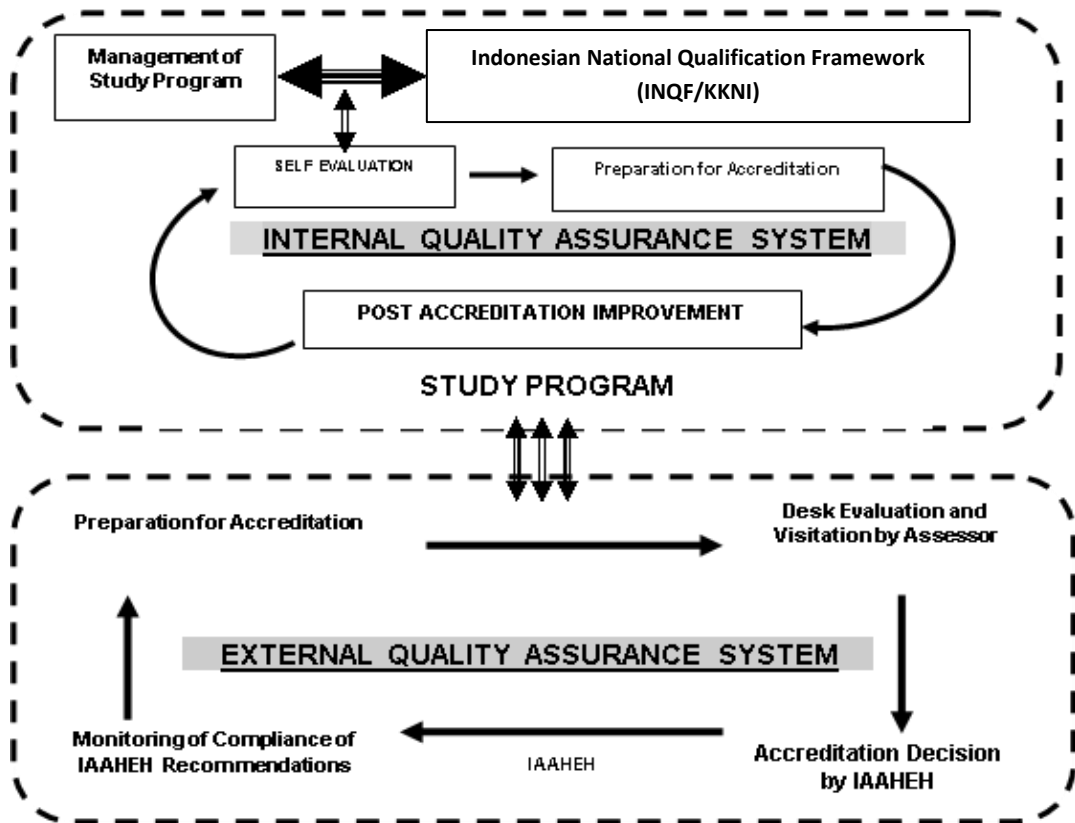 Management of
Study Program
Indonesian National Qualification Framework
(INQF/KKNI)
SELF EVALUATION
Preparation for Accreditation
INTERNAL QUALITY ASSURANCE SYSTEM
POST ACCREDITATION IMPROVEMENT
STUDY PROGRAM
Preparation for Accreditation
Desk Evaluation and
Visitation by Assessor
EXTERNAL QUALITY ASSURANCE SYSTEM
Monitoring of Compliance of
IAAHEH Recommendations
IAAHEH
Accreditation Decision
by IAAHEH